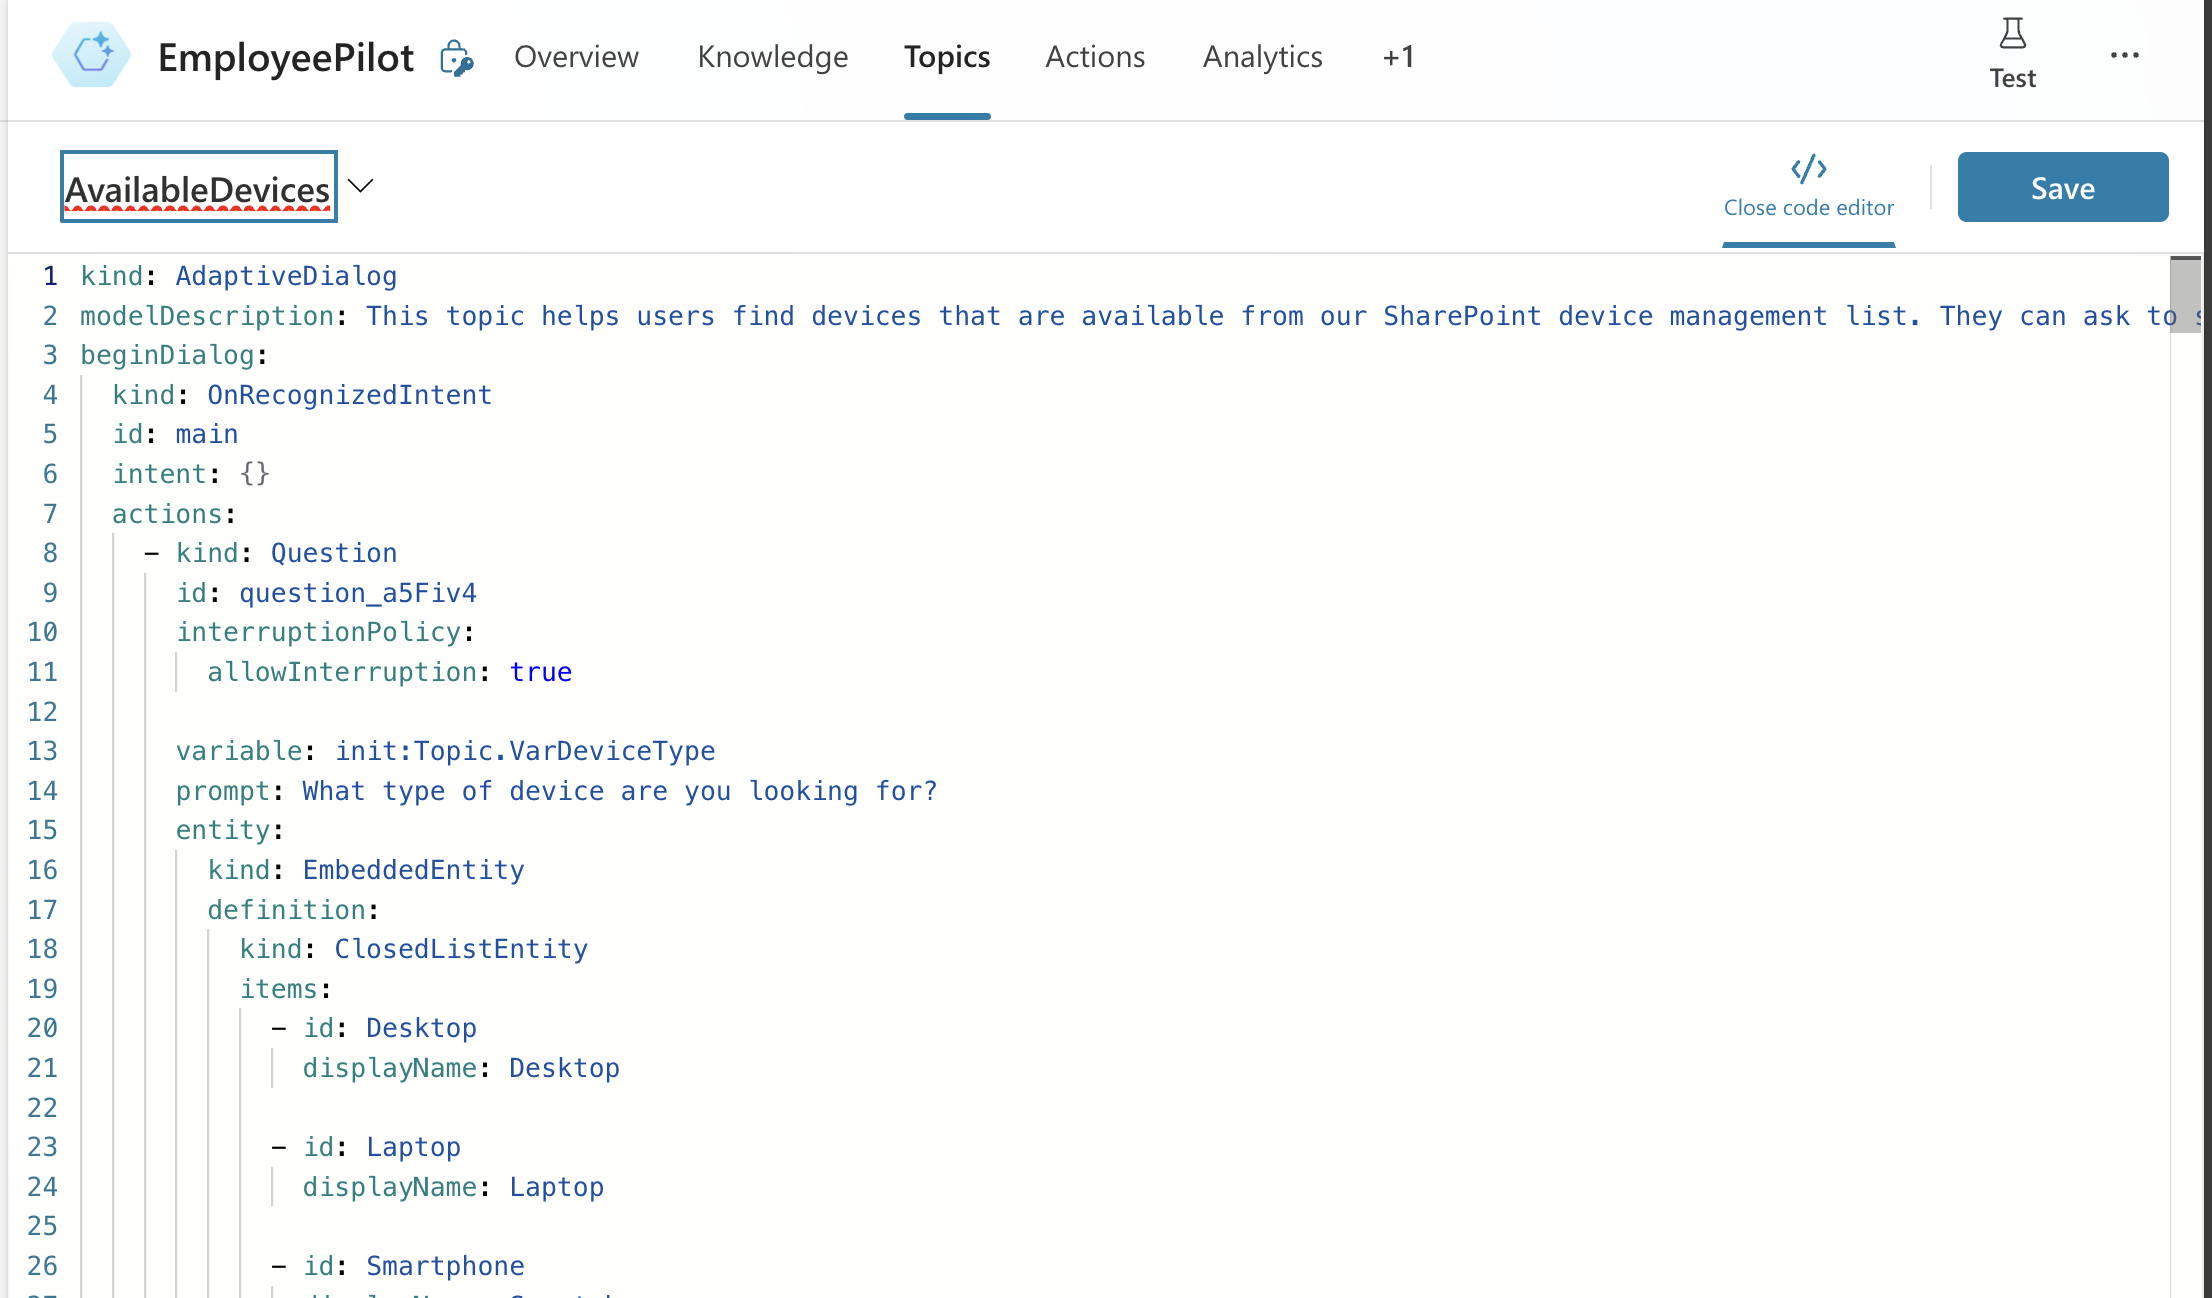 EmployeePilot Overview Knowledge Topics Actions Analytics +1 Test ...
AvailableDevices </> Close code editor Save
1 kind: AdaptiveDialog
2 modelDescription: This topic helps users find devices that are available from our SharePoint device management list. They can ask to
3 beginDialog:
4 kind: OnRecognizedIntent
5 id: main
6 intent: {}
7 actions:
8 - kind: Question
9 id: question_a5Fiv4
10 interruptionPolicy:
11 allowInterruption: true
12
13 variable: init:Topic.VarDeviceType
14 prompt: What type of device are you looking for?
15 entity:
16 kind: EmbeddedEntity
17 definition:
18 kind: ClosedListEntity
19 items:
20 - id: Desktop
21 displayName: Desktop
22
23 - id: Laptop
24 displayName: Laptop
25
26 - id: Smartphone